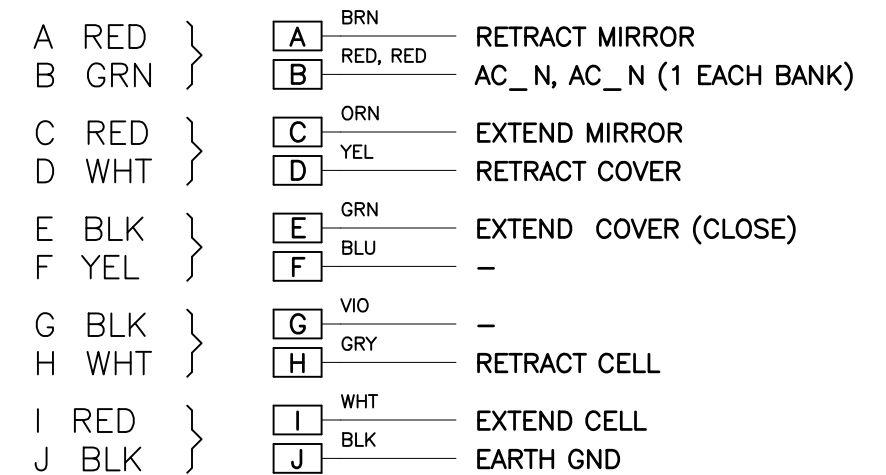 A RED } A BRN RETRACT MIRROR
B GRN B RED, RED AC_N, AC_N (1 EACH BANK)
C RED } C ORN EXTEND MIRROR
D WHT D YEL RETRACT COVER
E BLK } E GRN EXTEND COVER (CLOSE)
F YEL F BLU –
G BLK } G VIO –
H WHT H GRY RETRACT CELL
I RED } I WHT EXTEND CELL
J BLK J BLK EARTH GND